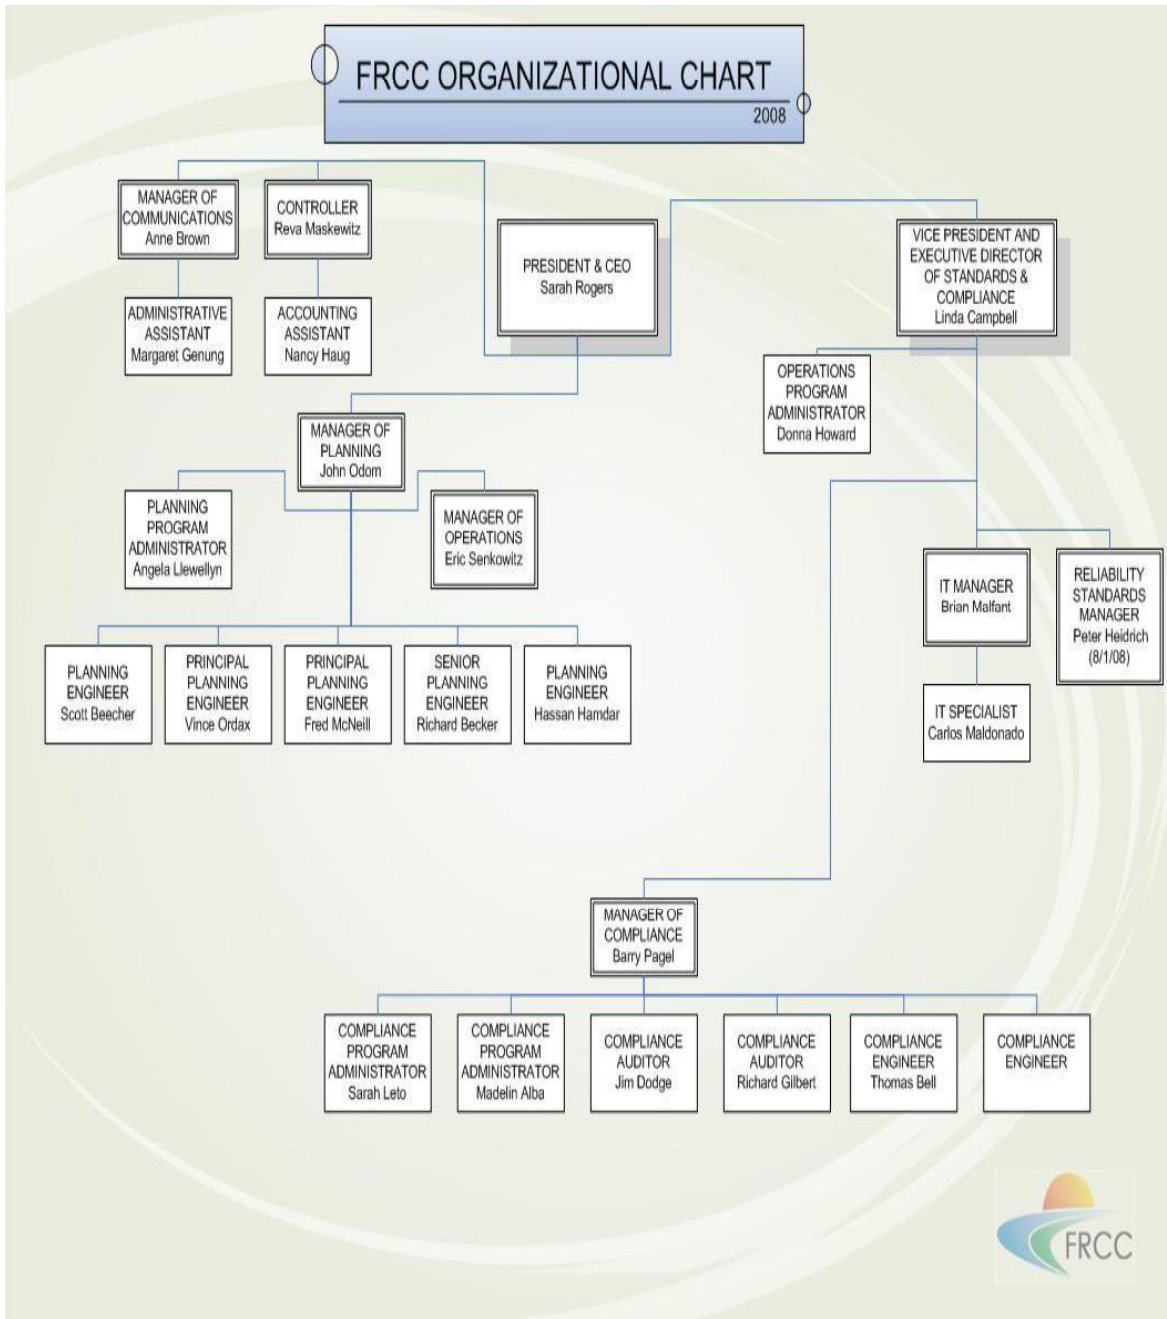 FRCC ORGANIZATIONAL CHART
2008
MANAGER OF
COMMUNICATIONS
Anne Brown
CONTROLLER
Reva Maskewitz
PRESIDENT & CEO
Sarah Rogers
VICE PRESIDENT AND
EXECUTIVE DIRECTOR
OF STANDARDS &
COMPLIANCE
Linda Campbell
ADMINISTRATIVE
ASSISTANT
Margaret Genung
ACCOUNTING
ASSISTANT
Nancy Haug
OPERATIONS
PROGRAM
ADMINISTRATOR
Donna Howard
MANAGER OF
PLANNING
John Odom
PLANNING
PROGRAM
ADMINISTRATOR
Angela Llewellyn
MANAGER OF
OPERATIONS
Eric Senkowitz
IT MANAGER
Brian Malfant
RELIABILITY
STANDARDS
MANAGER
Peter Heidrich
(8/1/08)
PLANNING
ENGINEER
Scott Beecher
PRINCIPAL
PLANNING
ENGINEER
Vince Ordax
PRINCIPAL
PLANNING
ENGINEER
Fred McNeill
SENIOR
PLANNING
ENGINEER
Richard Becker
PLANNING
ENGINEER
Hassan Hamdar
IT SPECIALIST
Carlos Maldonado
MANAGER OF
COMPLIANCE
Barry Pagel
COMPLIANCE
PROGRAM
ADMINISTRATOR
Sarah Leto
COMPLIANCE
PROGRAM
ADMINISTRATOR
Madelin Alba
COMPLIANCE
AUDITOR
Jim Dodge
COMPLIANCE
AUDITOR
Richard Gilbert
COMPLIANCE
ENGINEER
Thomas Bell
COMPLIANCE
ENGINEER
FRCC